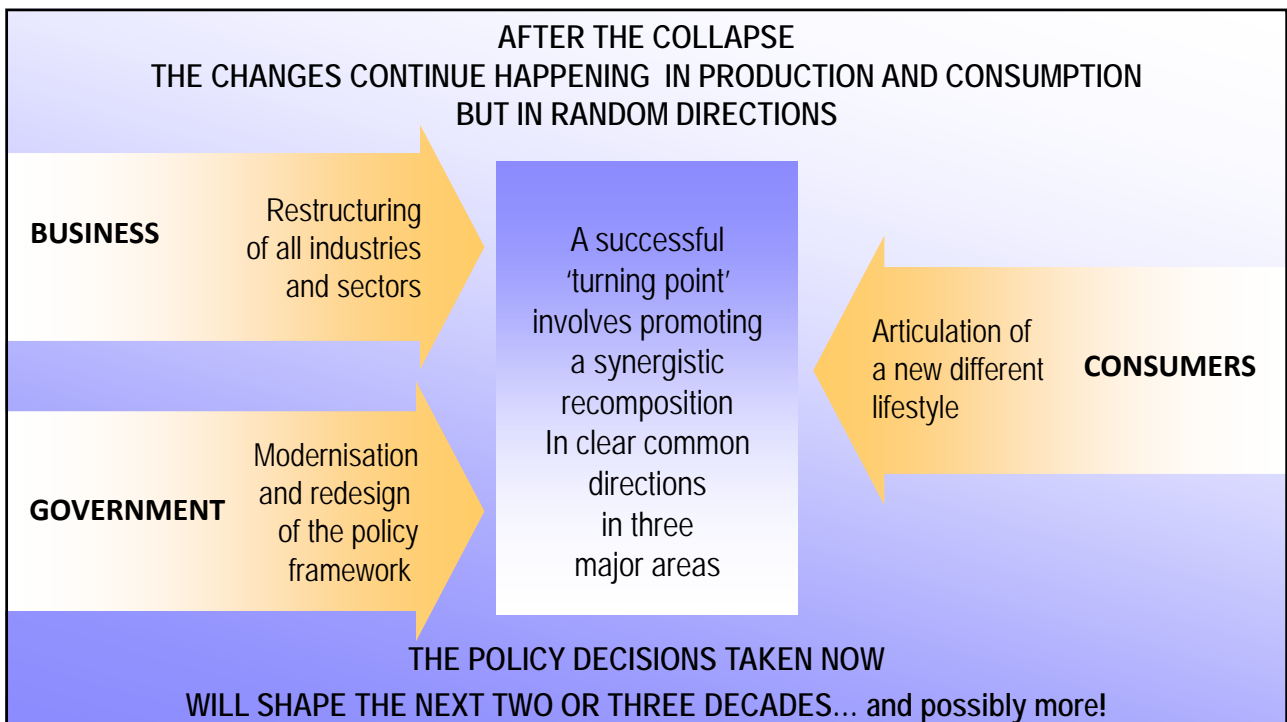 AFTER THE COLLAPSE
THE CHANGES CONTINUE HAPPENING IN PRODUCTION AND CONSUMPTION
BUT IN RANDOM DIRECTIONS
BUSINESS
Restructuring
of all industries
and sectors
GOVERNMENT
Modernisation
and redesign
of the policy
framework
A successful
‘turning point’
involves promoting
a synergistic
recomposition
In clear common
directions
in three
major areas
Articulation of
a new different
lifestyle
CONSUMERS
THE POLICY DECISIONS TAKEN NOW
WILL SHAPE THE NEXT TWO OR THREE DECADES... and possibly more!